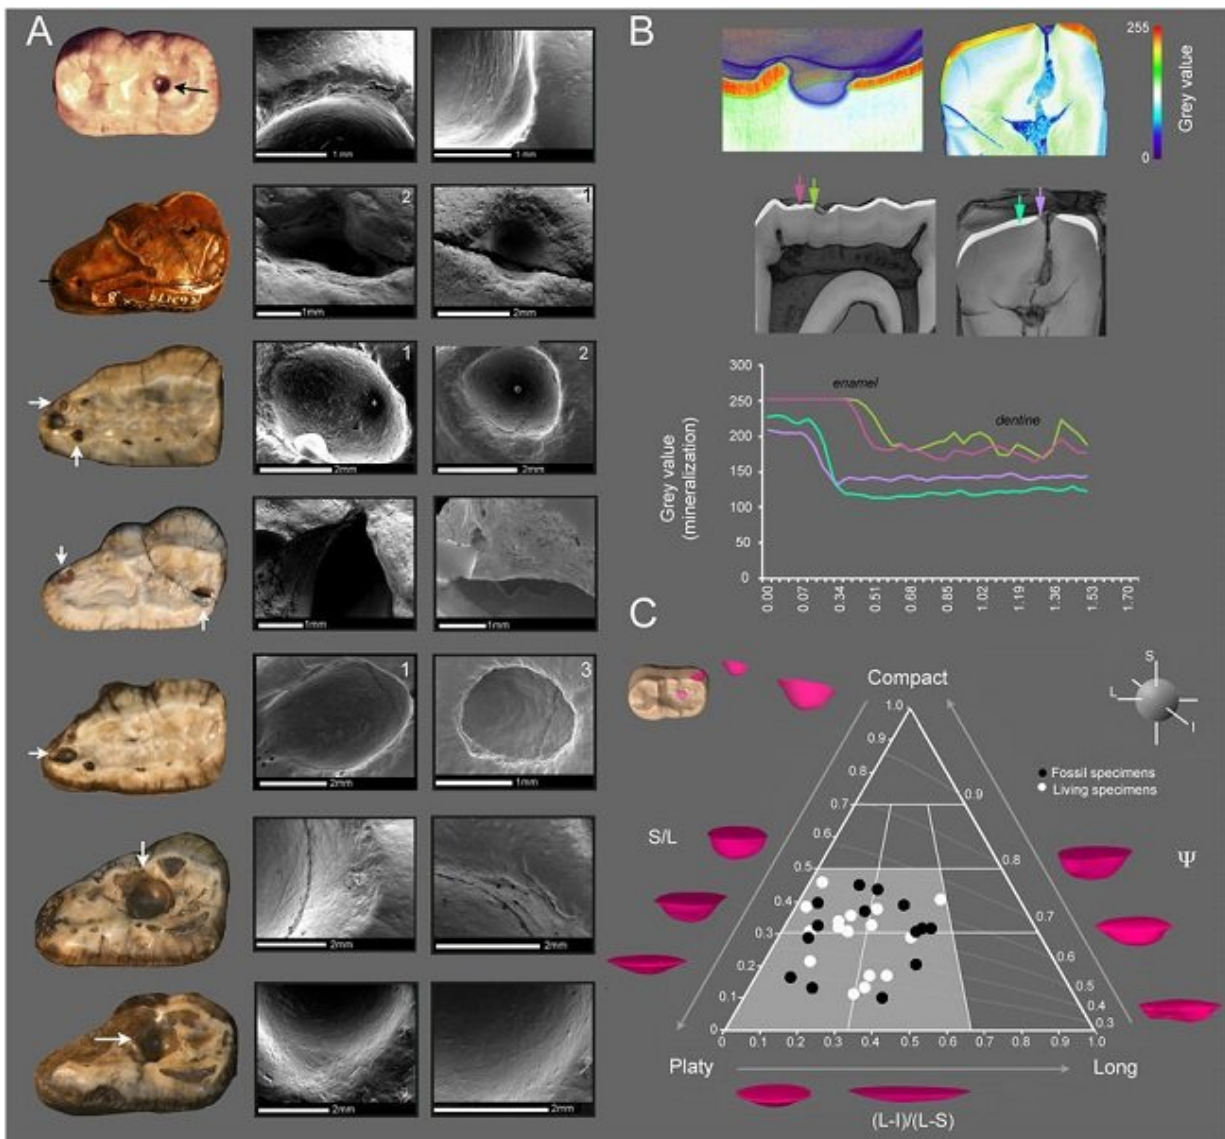 A
1 mm
1 mm
2
1
1mm
2mm
1
2
2mm
2mm
1mm
1mm
1
3
2mm
1mm
2mm
2mm
2mm
2mm
B
255
0
Grey value
300
250
200
150
100
50
0
Grey value
(mineralization)
enamel
dentine
0.00
0.07
0.34
0.51
0.68
0.85
1.02
1.19
1.36
1.53
1.70
C
Compact
S
L
I
Fossil specimens
Living specimens
S/L
Ψ
1.0
0.9
0.8
0.7
0.6
0.5
0.4
0.3
0.2
0.1
0
0.9
0.8
0.7
0.6
0.5
0.4
0.3
0 0.1 0.2 0.3 0.4 0.5 0.6 0.7 0.8 0.9 1.0
Platy
Long
(L-I)/(L-S)